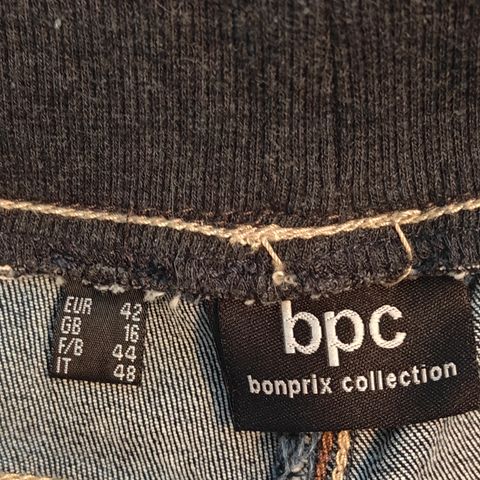 EUR 42
GB 16
F/B 44
IT 48
bpc
bonprix collection